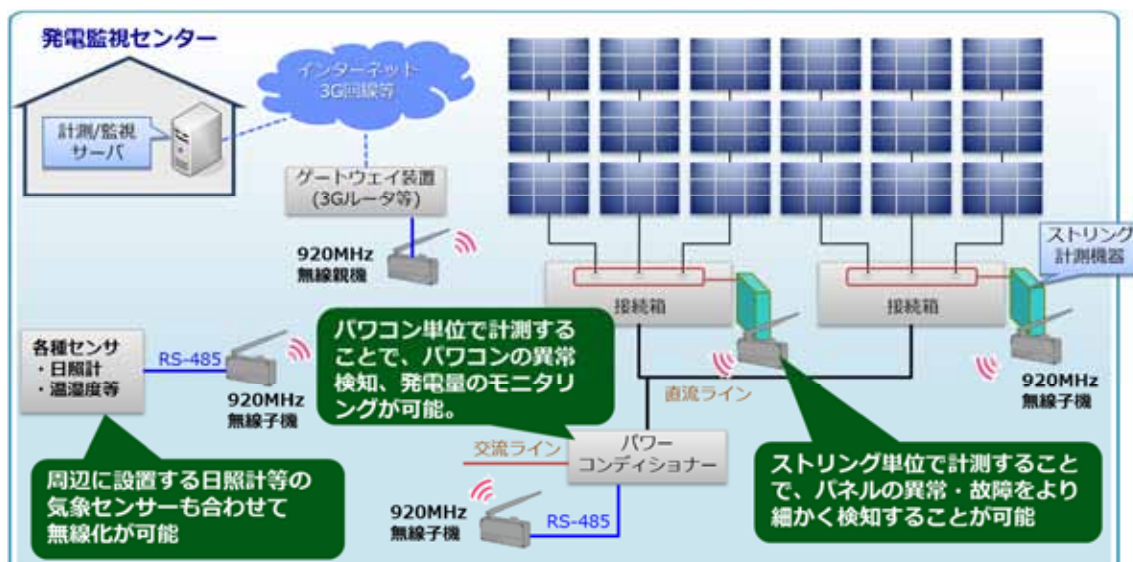 発電監視センター
計測/監視
サーバ
インターネット
3G回線等
ゲートウェイ装置
(3Gルータ等)
920MHz
無線親機
ストリング
計測機器
接続箱
接続箱
各種センサ
・日照計
・温湿度等
RS-485
920MHz
無線子機
パワコン単位で計測する
ことで、パワコンの異常
検知、発電量のモニタリ
ングが可能。
920MHz
無線子機
直流ライン
交流ライン
パワー
コンディショナー
周辺に設置する日照計等の
気象センサーも合わせて
無線化が可能
920MHz
無線子機
RS-485
ストリング単位で計測すること
で、パネルの異常・故障をより
細かく検知することが可能